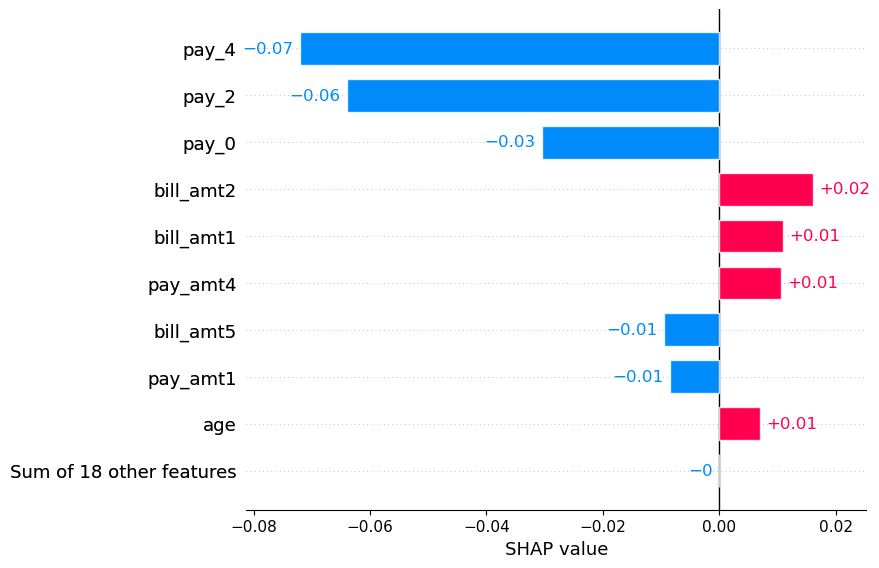 pay_4 −0.07
pay_2 −0.06
pay_0 −0.03
bill_amt2 +0.02
bill_amt1 +0.01
pay_amt4 +0.01
bill_amt5 −0.01
pay_amt1 −0.01
age +0.01
Sum of 18 other features −0
−0.08 −0.06 −0.04 −0.02 0.00 0.02
SHAP value